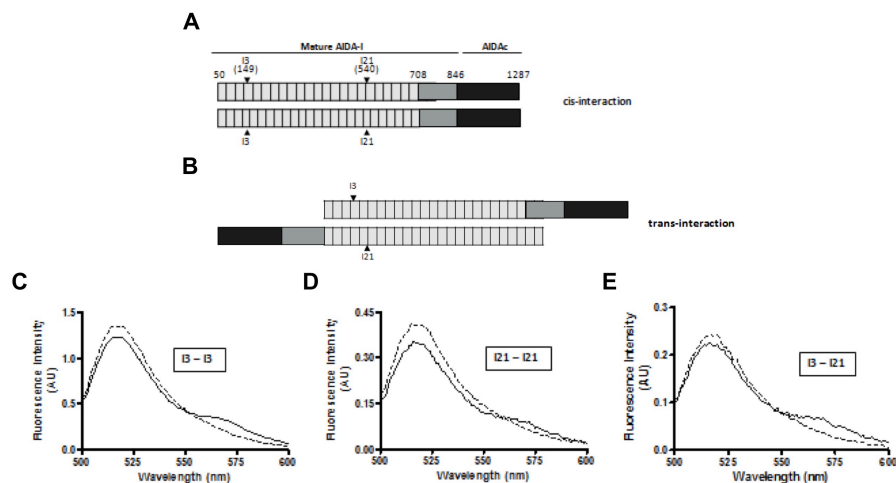 A
Mature AIDA-I AIDAc
I3 I21
50 (149) (540) 708 846 1287
cis-interaction
I3 I21
B
I3
trans-interaction
I21
C
Fluorescence Intensity
(AU)
1.5
1.0
0.5
0.0
I3 – I3
500 525 550 575 600
Wavelength (nm)
D
Fluorescence Intensity
(AU)
0.45
0.30
0.15
0.00
I21 – I21
500 525 550 575 600
Wavelength (nm)
E
Fluorescence Intensity
(AU)
0.3
0.2
0.1
0.0
I3 – I21
500 525 550 575 600
Wavelength (nm)